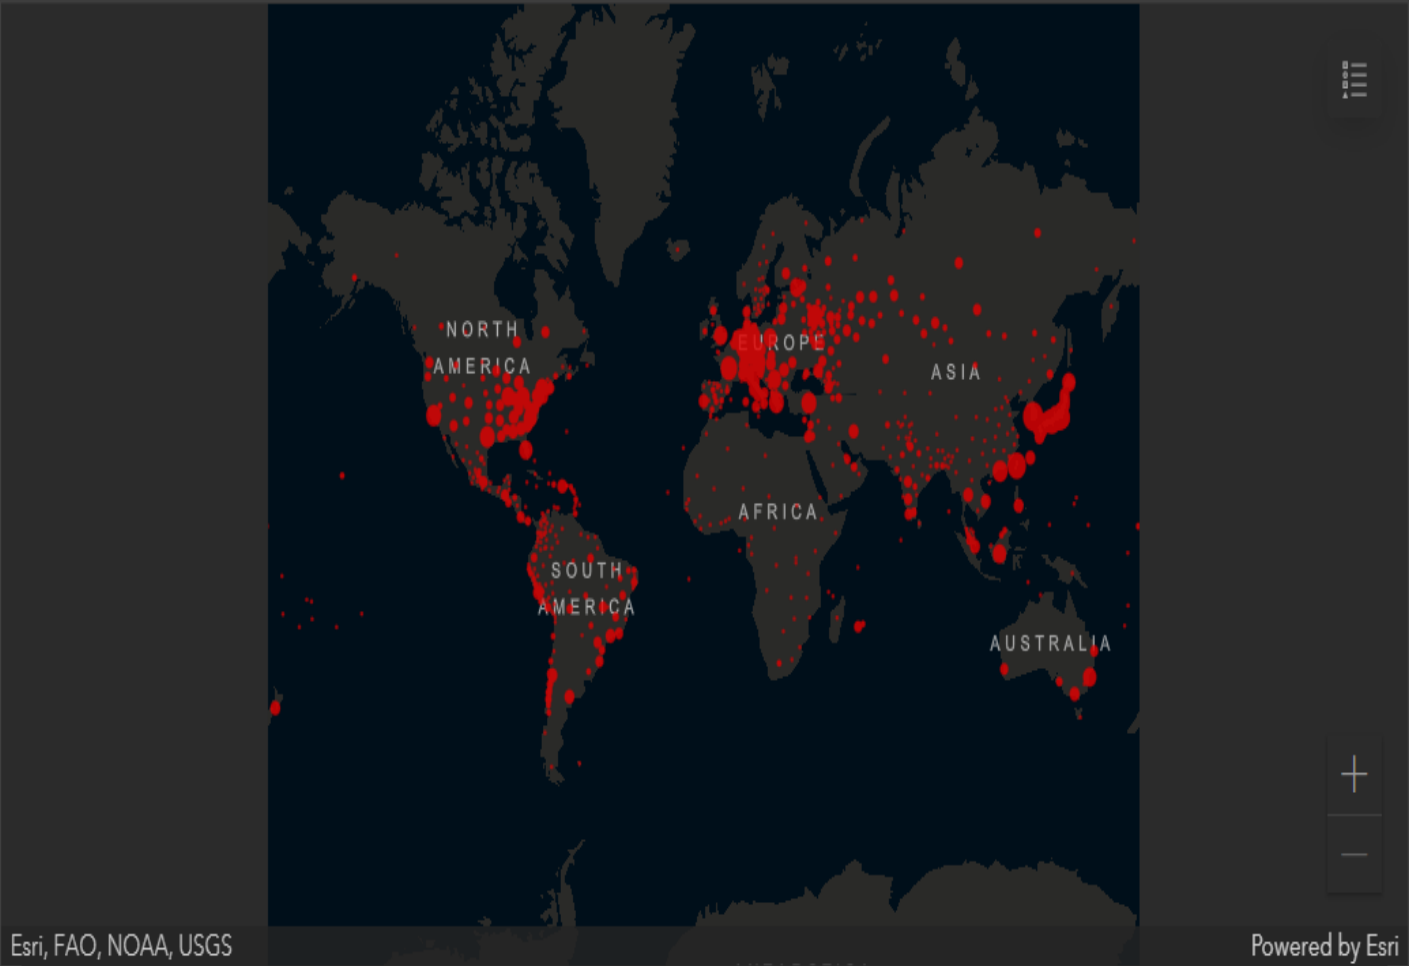 NORTH
AMERICA
EUROPE
ASIA
AFRICA
SOUTH
AMERICA
AUSTRALIA
Esri, FAO, NOAA, USGS
Powered by Esri